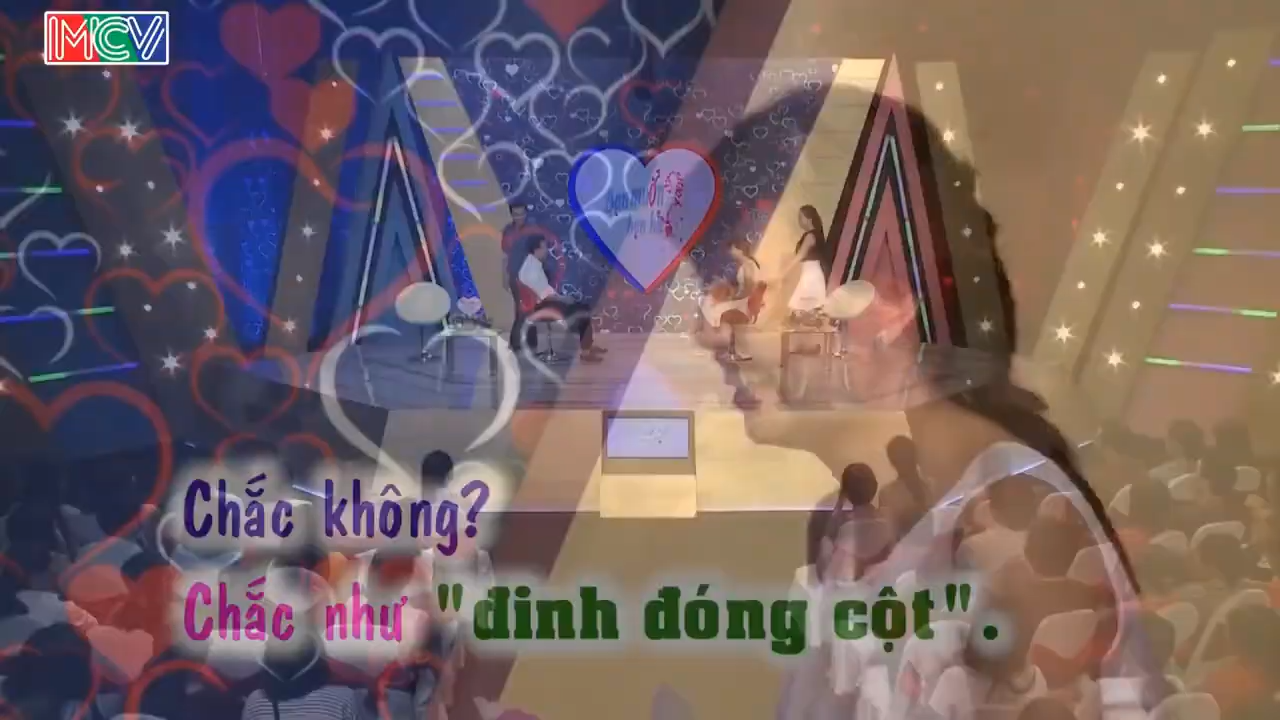 MCV
Chắc không?
Chắc như "đinh đóng cột".